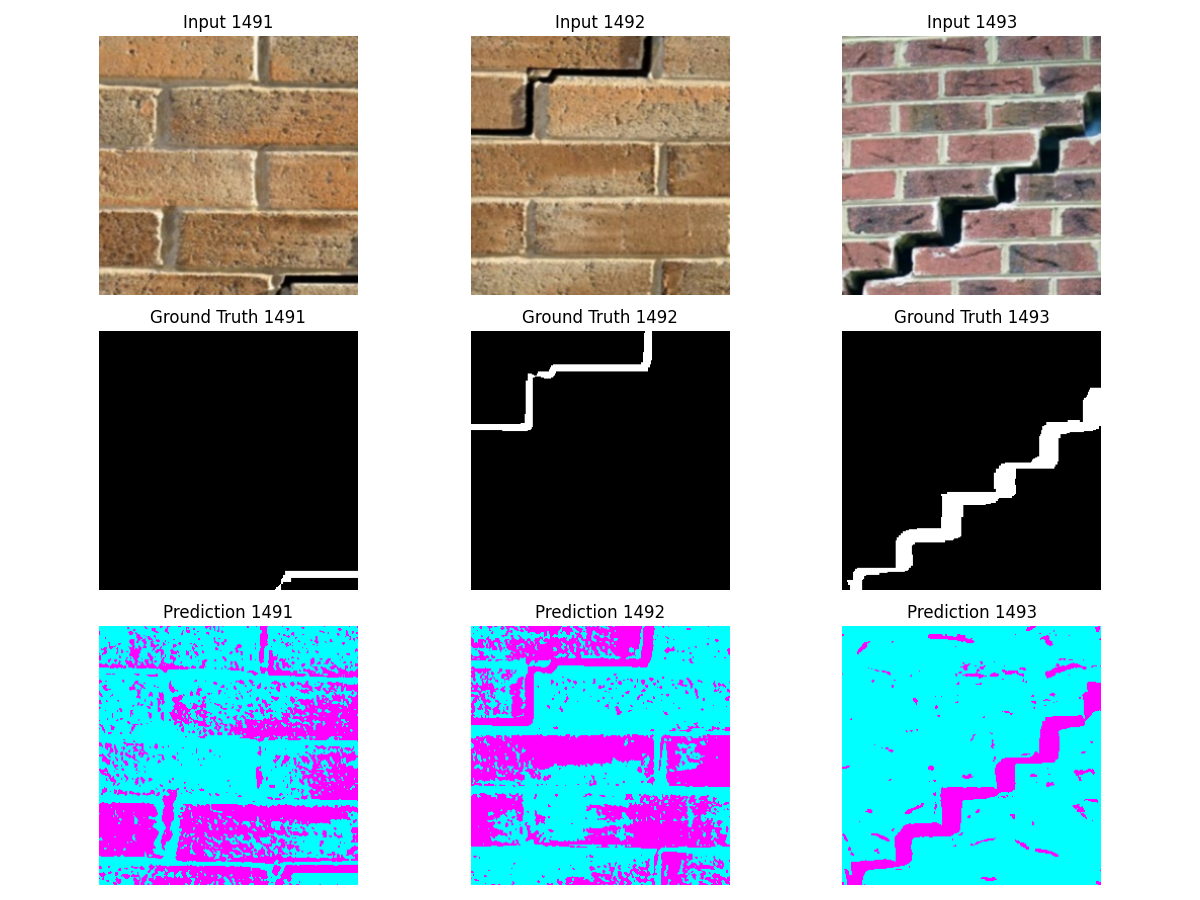 Input 1491
Input 1492
Input 1493
Ground Truth 1491
Ground Truth 1492
Ground Truth 1493
Prediction 1491
Prediction 1492
Prediction 1493